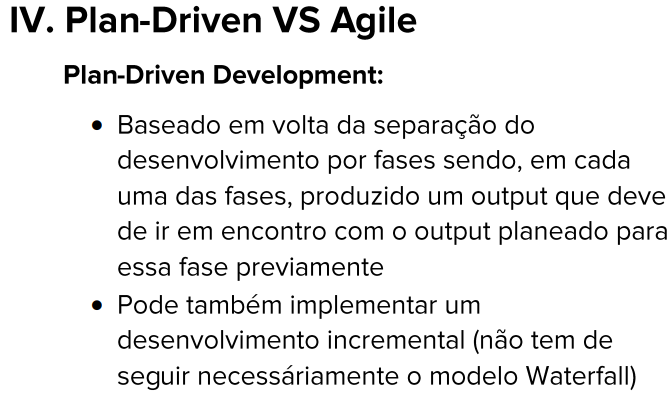 IV. Plan-Driven VS Agile
Plan-Driven Development:
• Baseado em volta da separação do
desenvolvimento por fases sendo, em cada
uma das fases, produzido um output que deve
de ir em encontro com o output planeado para
essa fase previamente
• Pode também implementar um
desenvolvimento incremental (não tem de
seguir necessáriamente o modelo Waterfall)